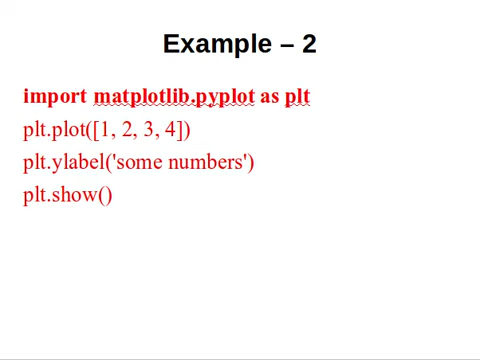 Example – 2
import matplotlib.pyplot as plt
plt.plot([1, 2, 3, 4])
plt.ylabel('some numbers')
plt.show()